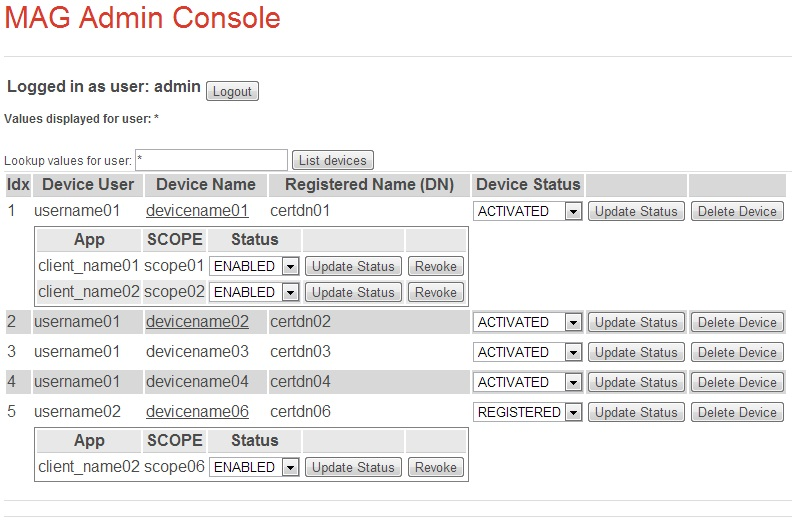 MAG Admin Console
Logged in as user: admin Logout
Values displayed for user: *
Lookup values for user: * List devices
Idx Device User Device Name Registered Name (DN) Device Status
1 username01 devicename01 certdn01 ACTIVATED Update Status Delete Device
App SCOPE Status
client_name01 scope01 ENABLED Update Status Revoke
client_name02 scope02 ENABLED Update Status Revoke
2 username01 devicename02 certdn02 ACTIVATED Update Status Delete Device
3 username01 devicename03 certdn03 ACTIVATED Update Status Delete Device
4 username01 devicename04 certdn04 ACTIVATED Update Status Delete Device
5 username02 devicename06 certdn06 REGISTERED Update Status Delete Device
App SCOPE Status
client_name02 scope06 ENABLED Update Status Revoke